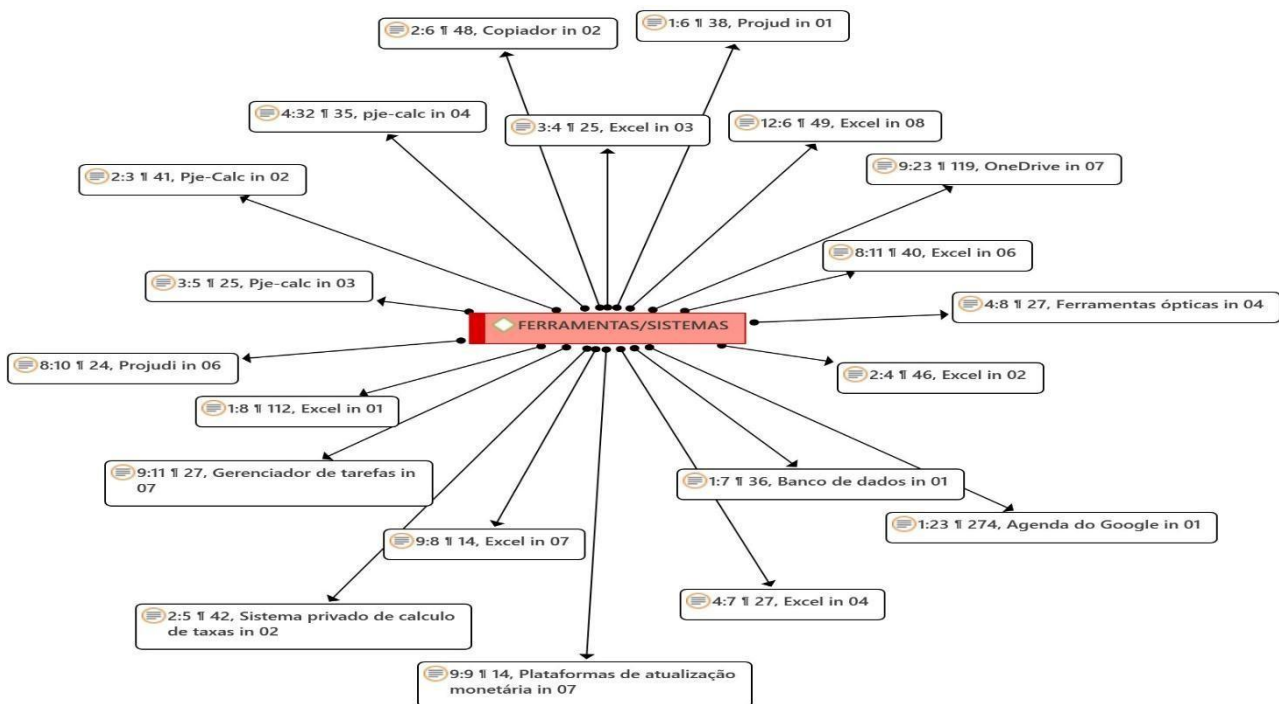 1:6 ¶ 38, Projud in 01
2:6 ¶ 48, Copiador in 02
4:32 ¶ 35, pje-calc in 04
3:4 ¶ 25, Excel in 03
12:6 ¶ 49, Excel in 08
9:23 ¶ 119, OneDrive in 07
2:3 ¶ 41, Pje-Calc in 02
8:11 ¶ 40, Excel in 06
3:5 ¶ 25, Pje-calc in 03
4:8 ¶ 27, Ferramentas ópticas in 04
FERRAMENTAS/SISTEMAS
8:10 ¶ 24, Projudi in 06
2:4 ¶ 46, Excel in 02
1:8 ¶ 112, Excel in 01
9:11 ¶ 27, Gerenciador de tarefas in
07
1:7 ¶ 36, Banco de dados in 01
1:23 ¶ 274, Agenda do Google in 01
9:8 ¶ 14, Excel in 07
4:7 ¶ 27, Excel in 04
2:5 ¶ 42, Sistema privado de calculo
de taxas in 02
9:9 ¶ 14, Plataformas de atualização
monetária in 07